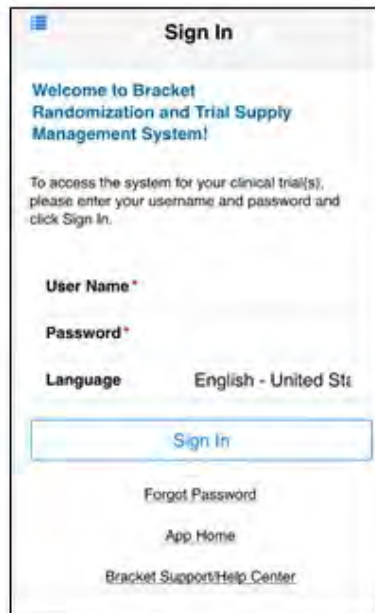 Sign In
Welcome to Bracket
Randomization and Trial Supply
Management System!
To access the system for your clinical trial(s),
please enter your username and password and
click Sign In.
User Name*
Password*
Language English - United Sta
Sign In
Forgot Password
App Home
Bracket Support/Help Center